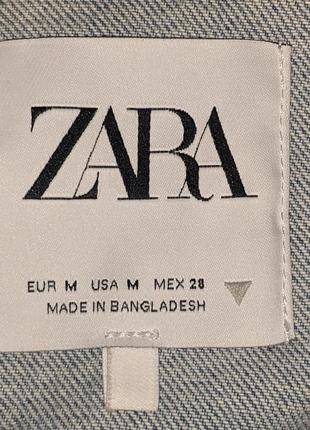 ZARA
EUR M USA M MEX 28
MADE IN BANGLADESH